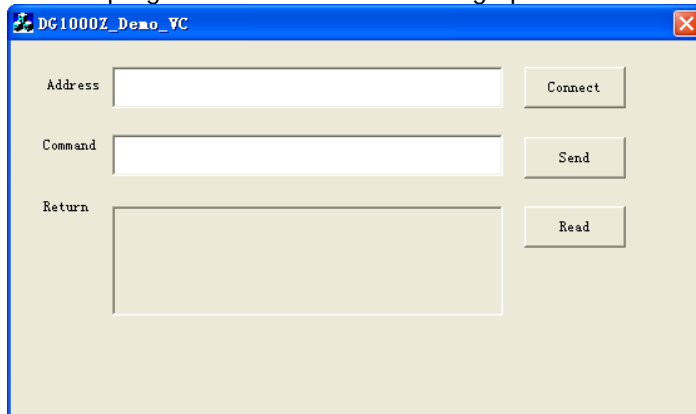 DG1000Z_Demo_VC
Address
Connect
Command
Send
Return
Read